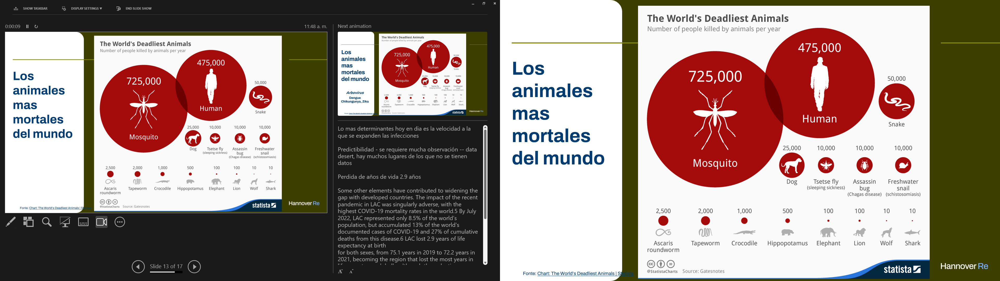 SHOW TASKBAR
DISPLAY SETTINGS ▼
END SLIDE SHOW
0:00:09
11:48 a. m.
Los
animales
mas
mortales
del mundo
The World's Deadliest Animals
Number of people killed by animals per year
725,000
Mosquito
475,000
Human
50,000
Snake
25,000
10,000
10,000
10,000
Dog
Tsetse fly
Assassin
Freshwater
(sleeping sickness)
bug
snail
(Chagas disease)
(schistosomiasis)
2,500
2,000
1,000
500
100
100
10
10
Ascaris
roundworm
Tapeworm
Crocodile
Hippopotamus
Elephant
Lion
Wolf
Shark
@StatistaCharts
Source: Gatesnotes
statista
Hannover Re
Fonte: Chart: The World's Deadliest Animals |
Slide 13 of 17
Next animation
Los
animales
mas
mortales
del mundo
Arbovirus
Dengue
Chikungunya, Zika
The World's Deadliest Animals
Number of people killed by animals per year
725,000
Mosquito
475,000
Human
50,000
Snake
25,000
10,000
10,000
10,000
Dog
Tsetse fly
Assassin
Freshwater
(sleeping sickness)
bug
snail
(Chagas disease)
(schistosomiasis)
2,500
2,000
1,000
500
100
100
10
10
Ascaris
roundworm
Tapeworm
Crocodile
Hippopotamus
Elephant
Lion
Wolf
Shark
@StatistaCharts
Source: Gatesnotes
statista
Hannover Re
Fonte: Chart: The World's Deadliest Animals |
Lo mas determinantes hoy en dia es la velocidad a la
que se expanden las infecciones
Predictibilidad - se requiere mucha observación -- data
desert, hay muchos lugares de los que no se tienen
datos
Perdida de años de vida 2.9 años
Some other elements have contributed to widening the
gap with developed countries. The impact of the recent
pandemic in LAC was singularly adverse, with the
highest COVID-19 mortality rates in the world.5 By July
2022, LAC represented only 8.5% of the world's
population, but accumulated 13% of the world's
documented cases of COVID-19 and 27% of cumulative
deaths from this disease.6 LAC lost 2.9 years of life
expectancy at birth
for both sexes, from 75.1 years in 2019 to 72.2 years in
2021, becoming the region that lost the most years in
Los
animales
mas
mortales
del mundo
The World's Deadliest Animals
Number of people killed by animals per year
725,000
Mosquito
475,000
Human
50,000
Snake
25,000
10,000
10,000
10,000
Dog
Tsetse fly
Assassin
Freshwater
(sleeping sickness)
bug
snail
(Chagas disease)
(schistosomiasis)
2,500
2,000
1,000
500
100
100
10
10
Ascaris
roundworm
Tapeworm
Crocodile
Hippopotamus
Elephant
Lion
Wolf
Shark
@StatistaCharts
Source: Gatesnotes
statista
Hannover Re
Fonte: Chart: The World's Deadliest Animals |